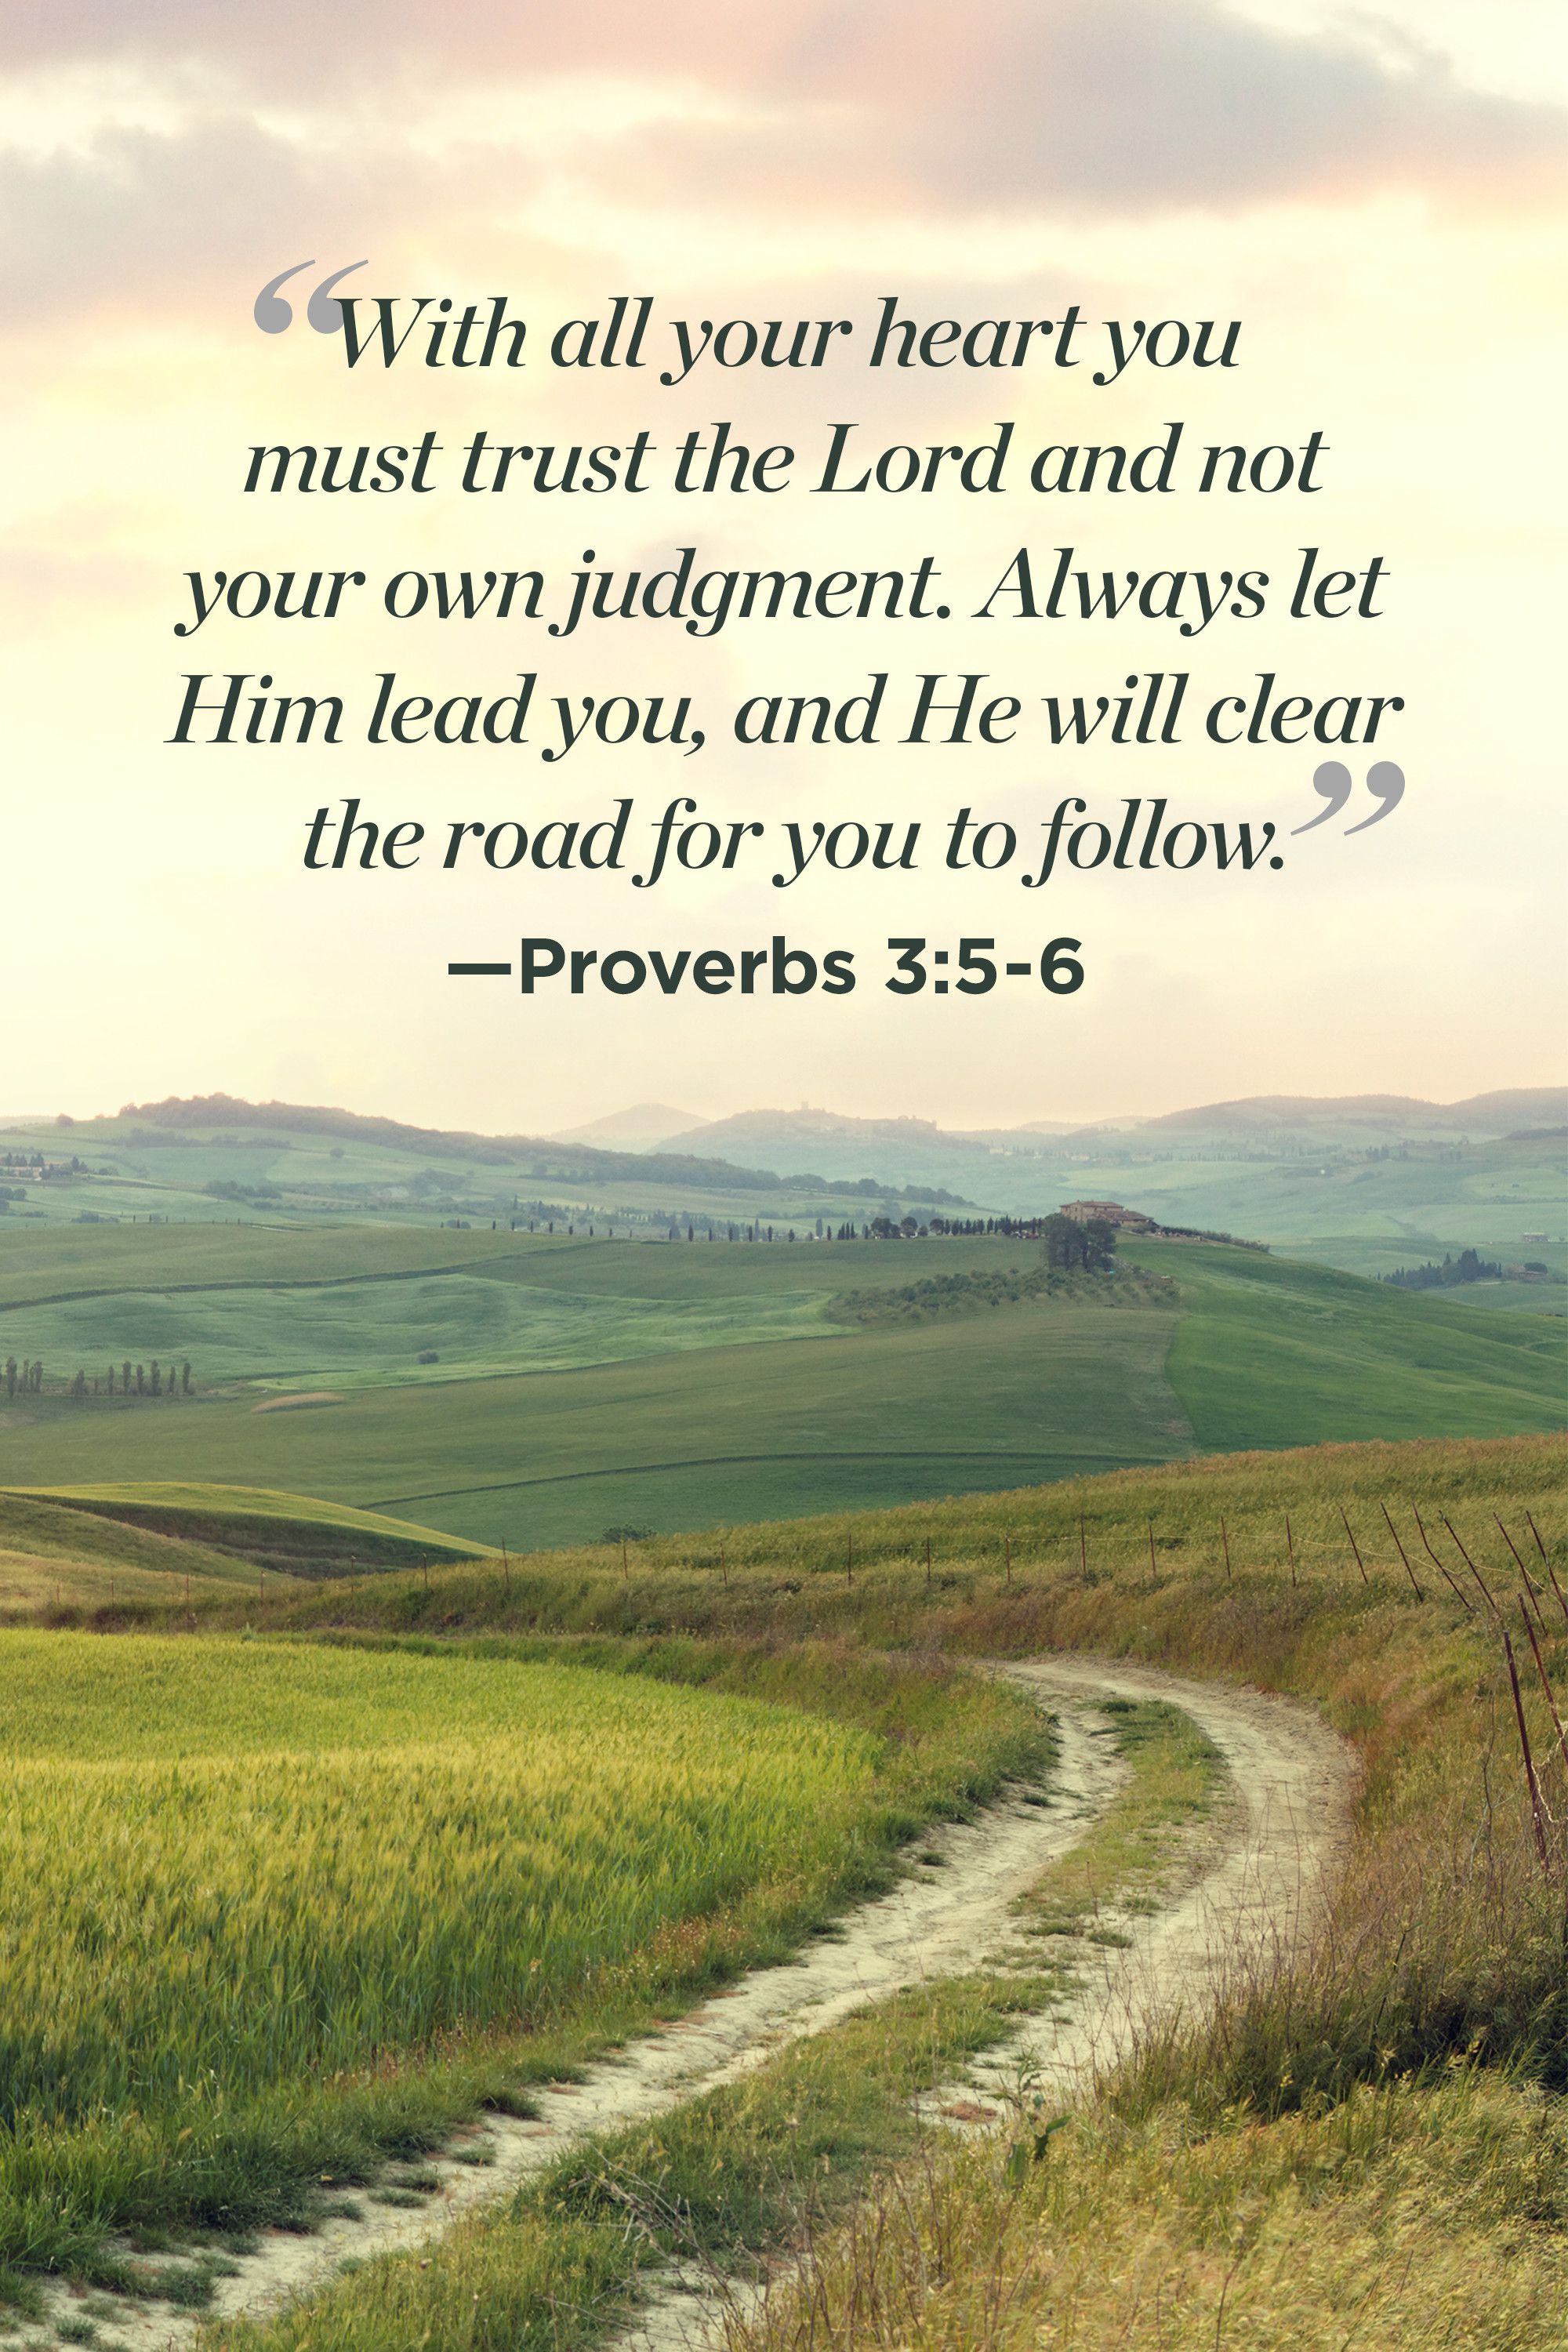 “With all your heart you
must trust the Lord and not
your own judgment. Always let
Him lead you, and He will clear
the road for you to follow.”
—Proverbs 3:5-6